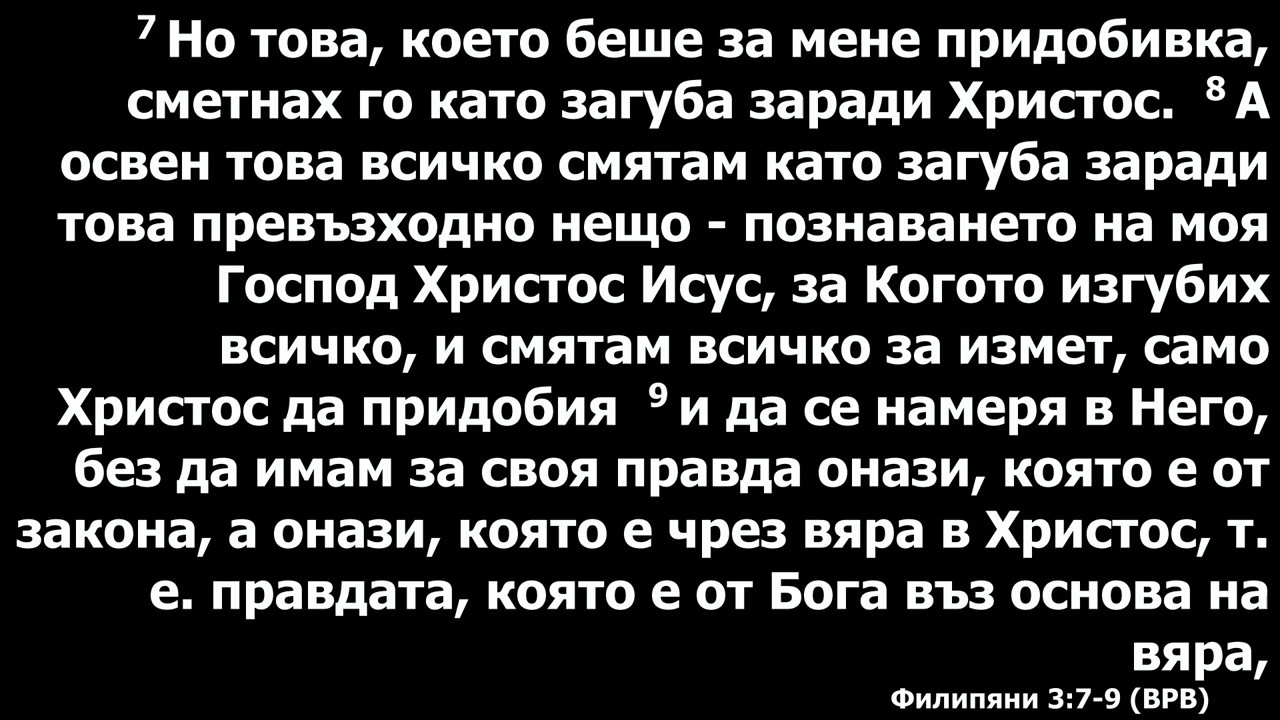 7 Но това, което беше за мене придобивка,
сметнах го като загуба заради Христос. 8 А
освен това всичко смятам като загуба заради
това превъзходно нещо - познаването на моя
Господ Христос Исус, за Когото изгубих
всичко, и смятам всичко за измет, само
Христос да придобия 9 и да се намеря в Него,
без да имам за своя правда онази, която е от
закона, а онази, която е чрез вяра в Христос, т.
е. правдата, която е от Бога въз основа на
вяра,
Филипяни 3:7-9 (ВРВ)